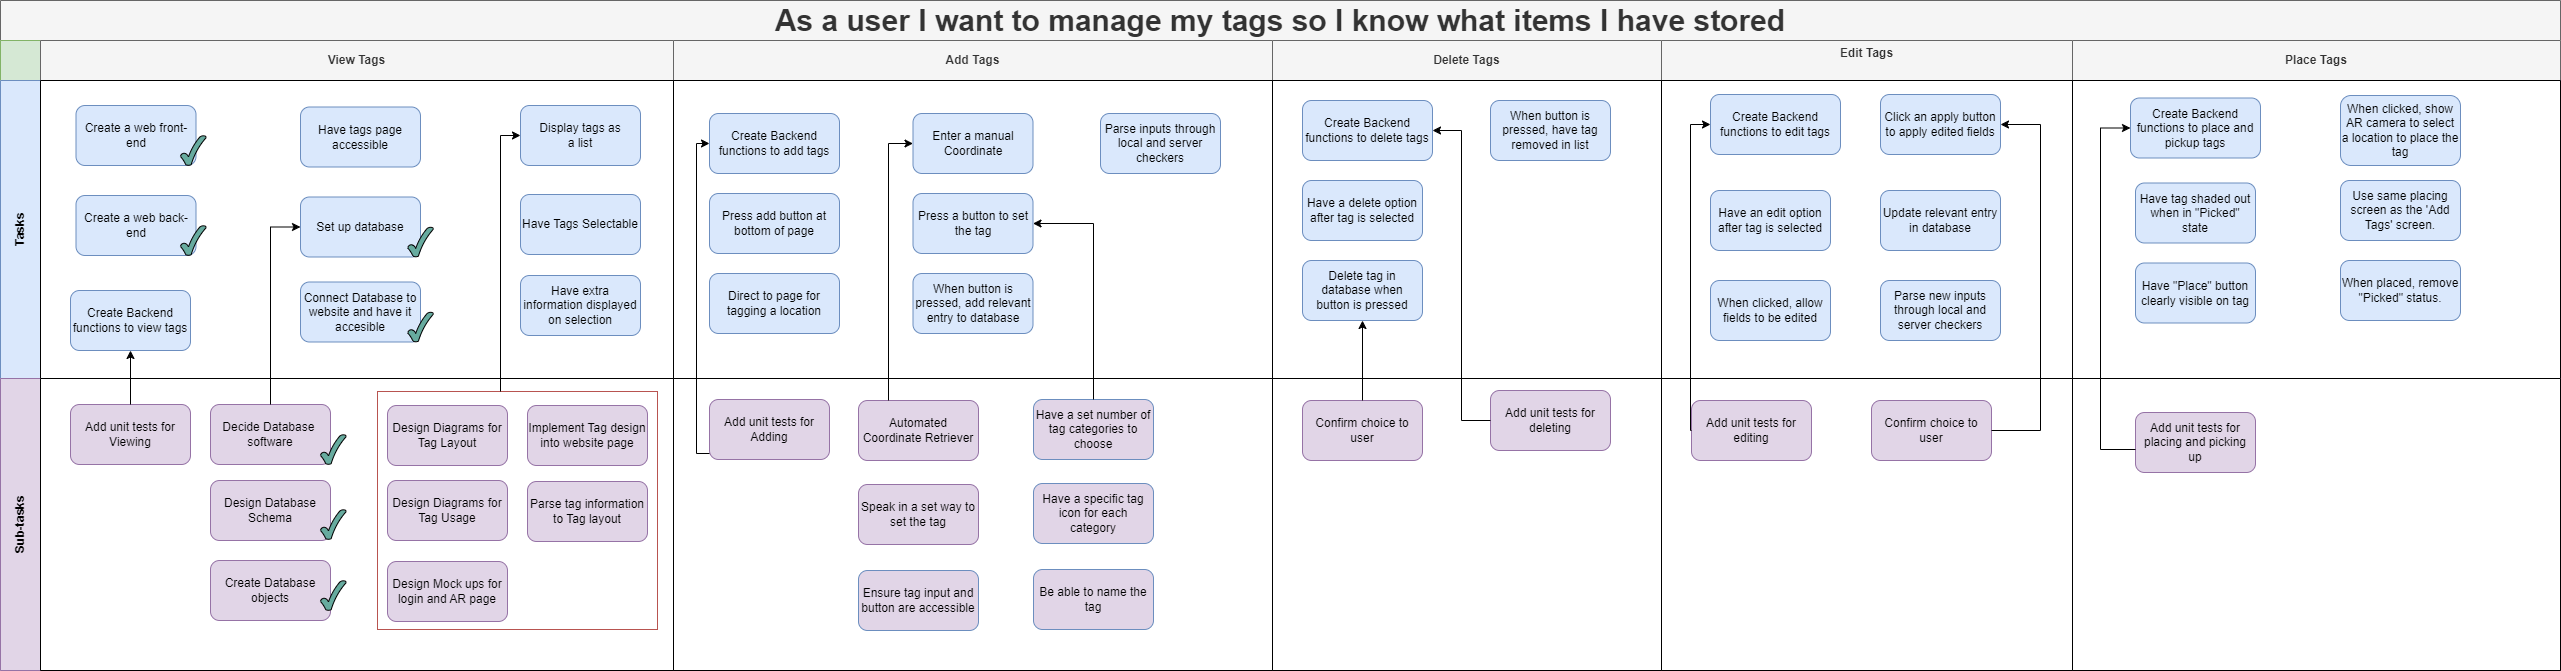 As a user I want to manage my tags so I know what items I have stored
View Tags
Add Tags
Delete Tags
Edit Tags
Place Tags
Tasks
Create a web front-
end
Have tags page
accessible
Display tags as
a list
Create a web back-
end
Set up database
Have Tags Selectable
Create Backend
functions to view tags
Connect Database to
website and have it
accesible
Have extra
information displayed
on selection
Create Backend
functions to add tags
Enter a manual
Coordinate
Parse inputs through
local and server
checkers
Press add button at
bottom of page
Press a button to set
the tag
Direct to page for
tagging a location
When button is
pressed, add relevant
entry to database
Create Backend
functions to delete tags
When button is
pressed, have tag
removed in list
Have a delete option
after tag is selected
Delete tag in
database when
button is pressed
Create Backend
functions to edit tags
Click an apply button
to apply edited fields
Have an edit option
after tag is selected
Update relevant entry
in database
When clicked, allow
fields to be edited
Parse new inputs
through local and
server checkers
Create Backend
functions to place and
pickup tags
When clicked, show
AR camera to select
a location to place the
tag
Have tag shaded out
when in "Picked"
state
Use same placing
screen as the 'Add
Tags' screen.
Have "Place" button
clearly visible on tag
When placed, remove
"Picked" status.
Sub-tasks
Add unit tests for
Viewing
Decide Database
software
Design Diagrams for
Tag Layout
Implement Tag design
into website page
Design Database
Schema
Design Diagrams for
Tag Usage
Parse tag information
to Tag layout
Create Database
objects
Design Mock ups for
login and AR page
Add unit tests for
Adding
Automated
Coordinate Retriever
Have a set number of
tag categories to
choose
Speak in a set way to
set the tag
Have a specific tag
icon for each
category
Ensure tag input and
button are accessible
Be able to name the
tag
Confirm choice to
user
Add unit tests for
deleting
Add unit tests for
editing
Confirm choice to
user
Add unit tests for
placing and picking
up